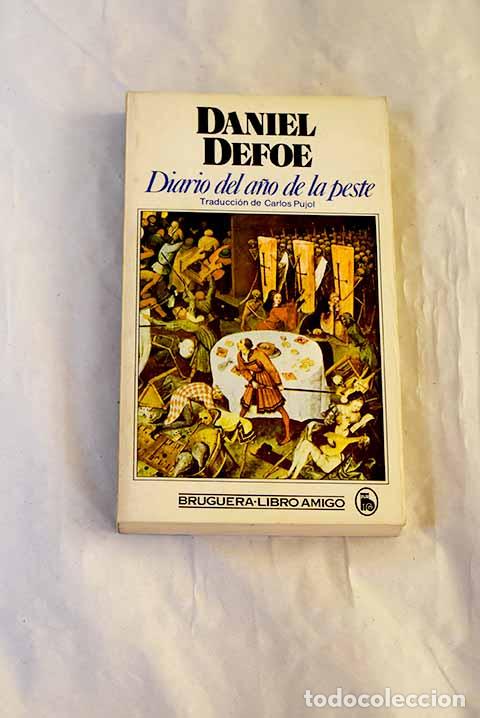 DANIEL
DEFOE
Diario del año de la peste
Traducción de Carlos Pujol
BRUGUERA-LIBRO AMIGO
todocoleccion